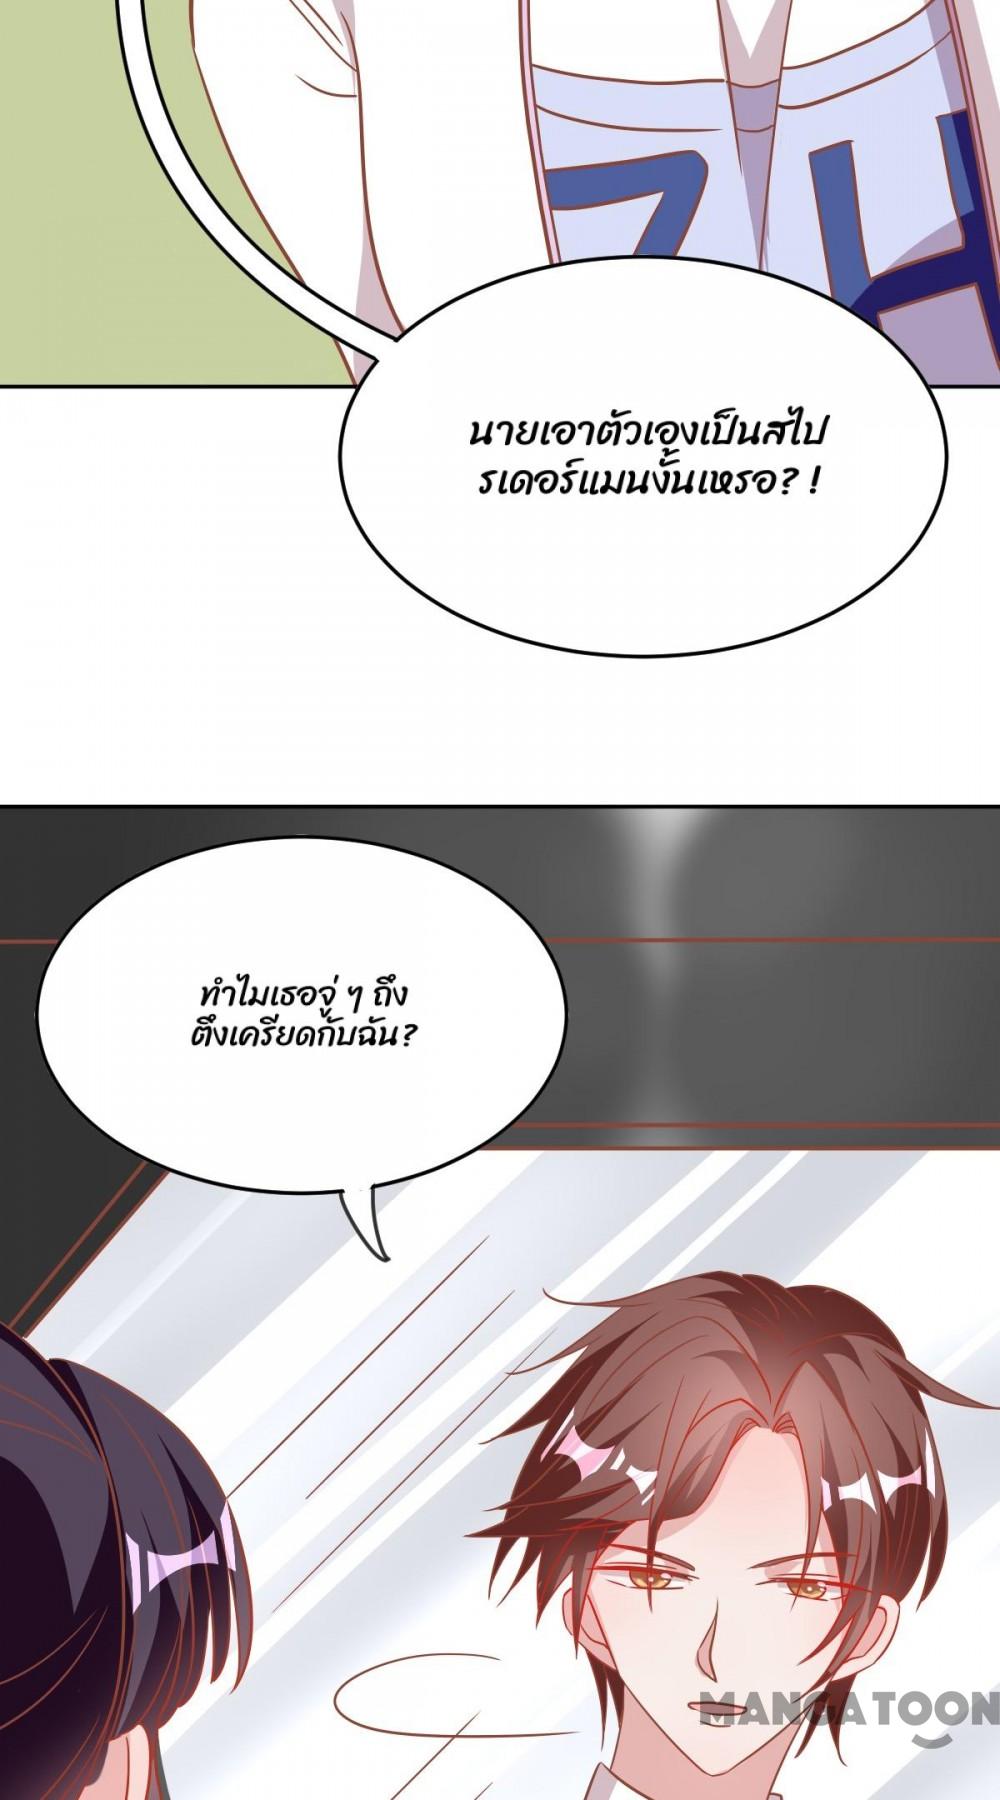 นายเอาตัวเองเป็นสไป
รเดอร์แมนงั้นเหรอ?!
ทำไมเธอจู่ ๆ ถึง
ตึงเครียดกับฉัน?
MANGATOON